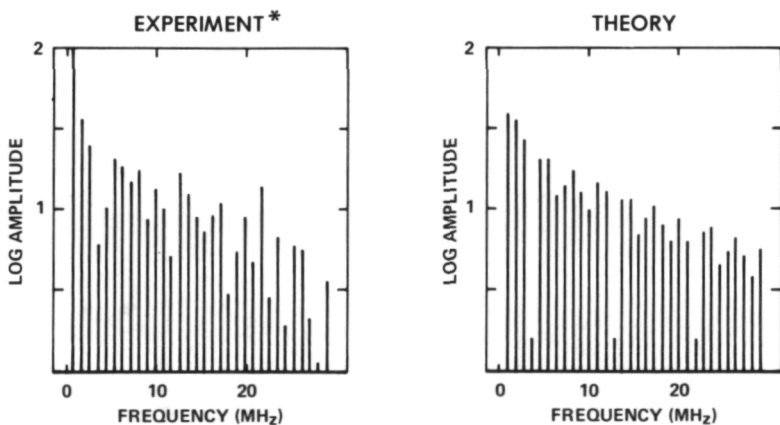 EXPERIMENT*
THEORY
2
1
LOG AMPLITUDE
0
10
20
FREQUENCY (MHz)
2
1
LOG AMPLITUDE
0
10
20
FREQUENCY (MHz)